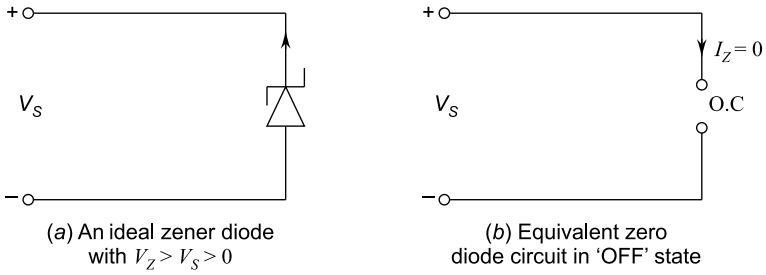 +
V_S
−
(a) An ideal zener diode
with V_Z > V_S > 0
+
I_Z = 0
O.C
V_S
−
(b) Equivalent zero
diode circuit in ‘OFF’ state